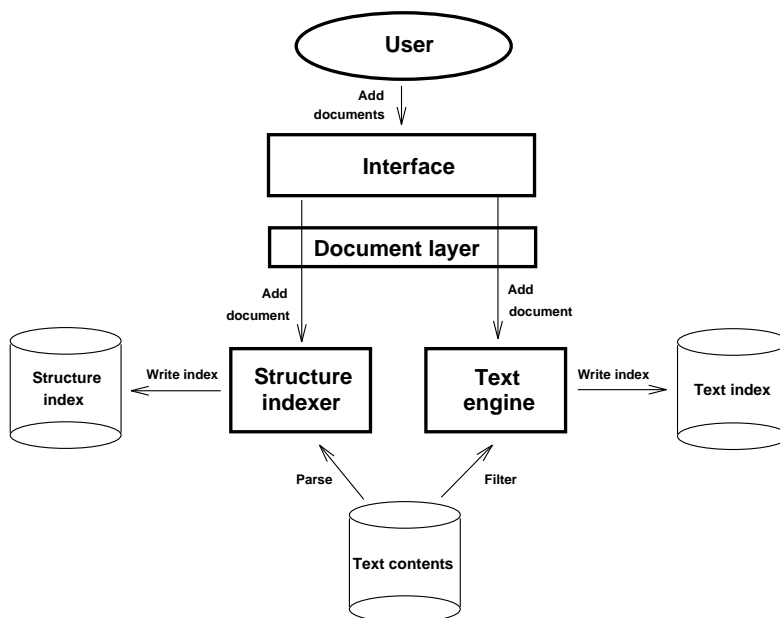 User
Add
documents
Interface
Document layer
Add
document
Add
document
Structure
index
Write index
Structure
indexer
Text
engine
Write index
Text index
Parse
Filter
Text contents